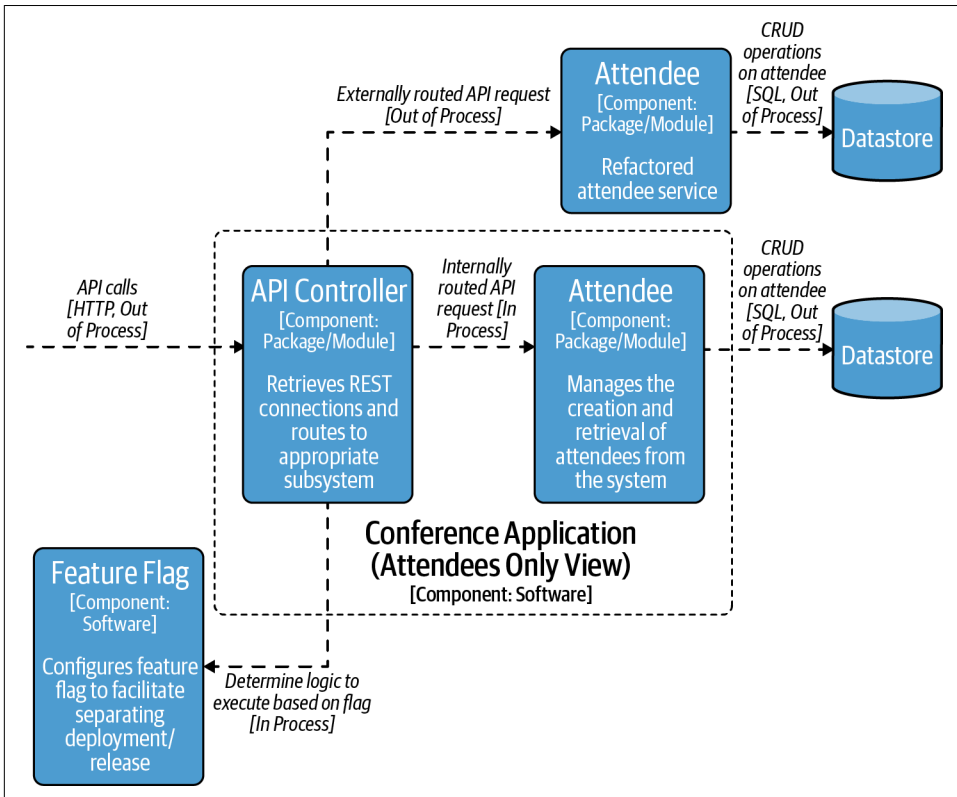 Externally routed API request
[Out of Process]
Attendee
[Component:
Package/Module]
Refactored
attendee service
CRUD
operations
on attendee
[SQL, Out
of Process]
Datastore
API calls
[HTTP, Out
of Process]
API Controller
[Component:
Package/Module]
Retrieves REST
connections and
routes to
appropriate
subsystem
Internally
routed API
request [In
Process]
Attendee
[Component:
Package/Module]
Manages the
creation and
retrieval of
attendees from
the system
CRUD
operations
on attendee
[SQL, Out
of Process]
Datastore
Conference Application
(Attendees Only View)
[Component: Software]
Feature Flag
[Component:
Software]
Configures feature
flag to facilitate
separating
deployment/
release
Determine logic to
execute based on flag
[In Process]